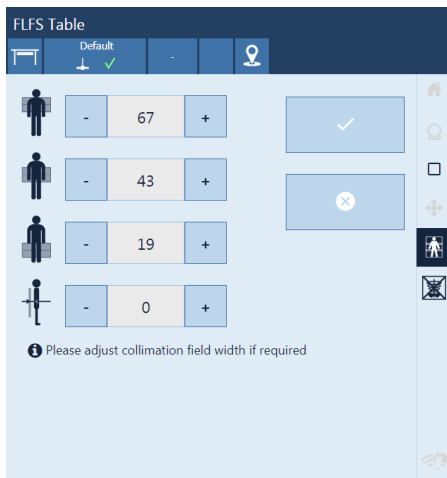 FLFS Table
Default
-
- 67 +
- 43 +
- 19 +
- 0 +
Please adjust collimation field width if required